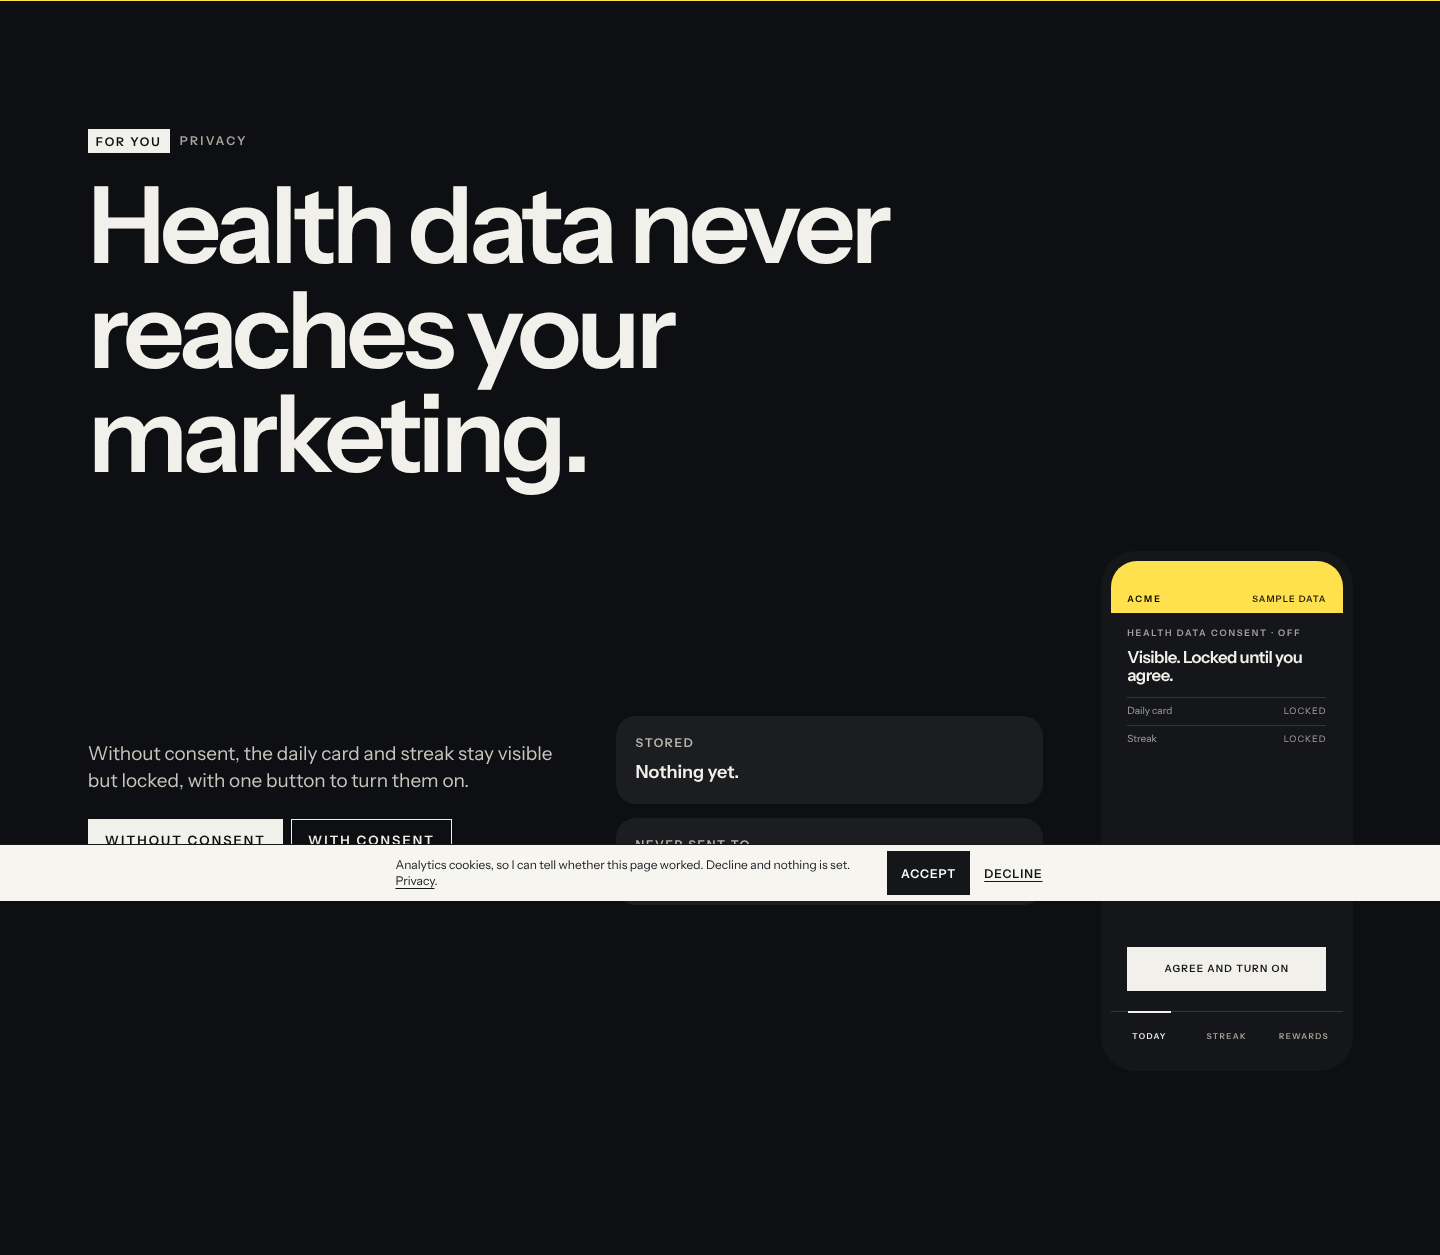 FOR YOU PRIVACY
Health data never
reaches your
marketing.
Without consent, the daily card and streak stay visible
but locked, with one button to turn them on.
WITHOUT CONSENT WITH CONSENT
STORED
Nothing yet.
NEVER SENT TO
ACME SAMPLE DATA
HEALTH DATA CONSENT · OFF
Visible. Locked until you
agree.
Daily card LOCKED
Streak LOCKED
AGREE AND TURN ON
TODAY STREAK REWARDS
Analytics cookies, so I can tell whether this page worked. Decline and nothing is set.
Privacy.
ACCEPT DECLINE